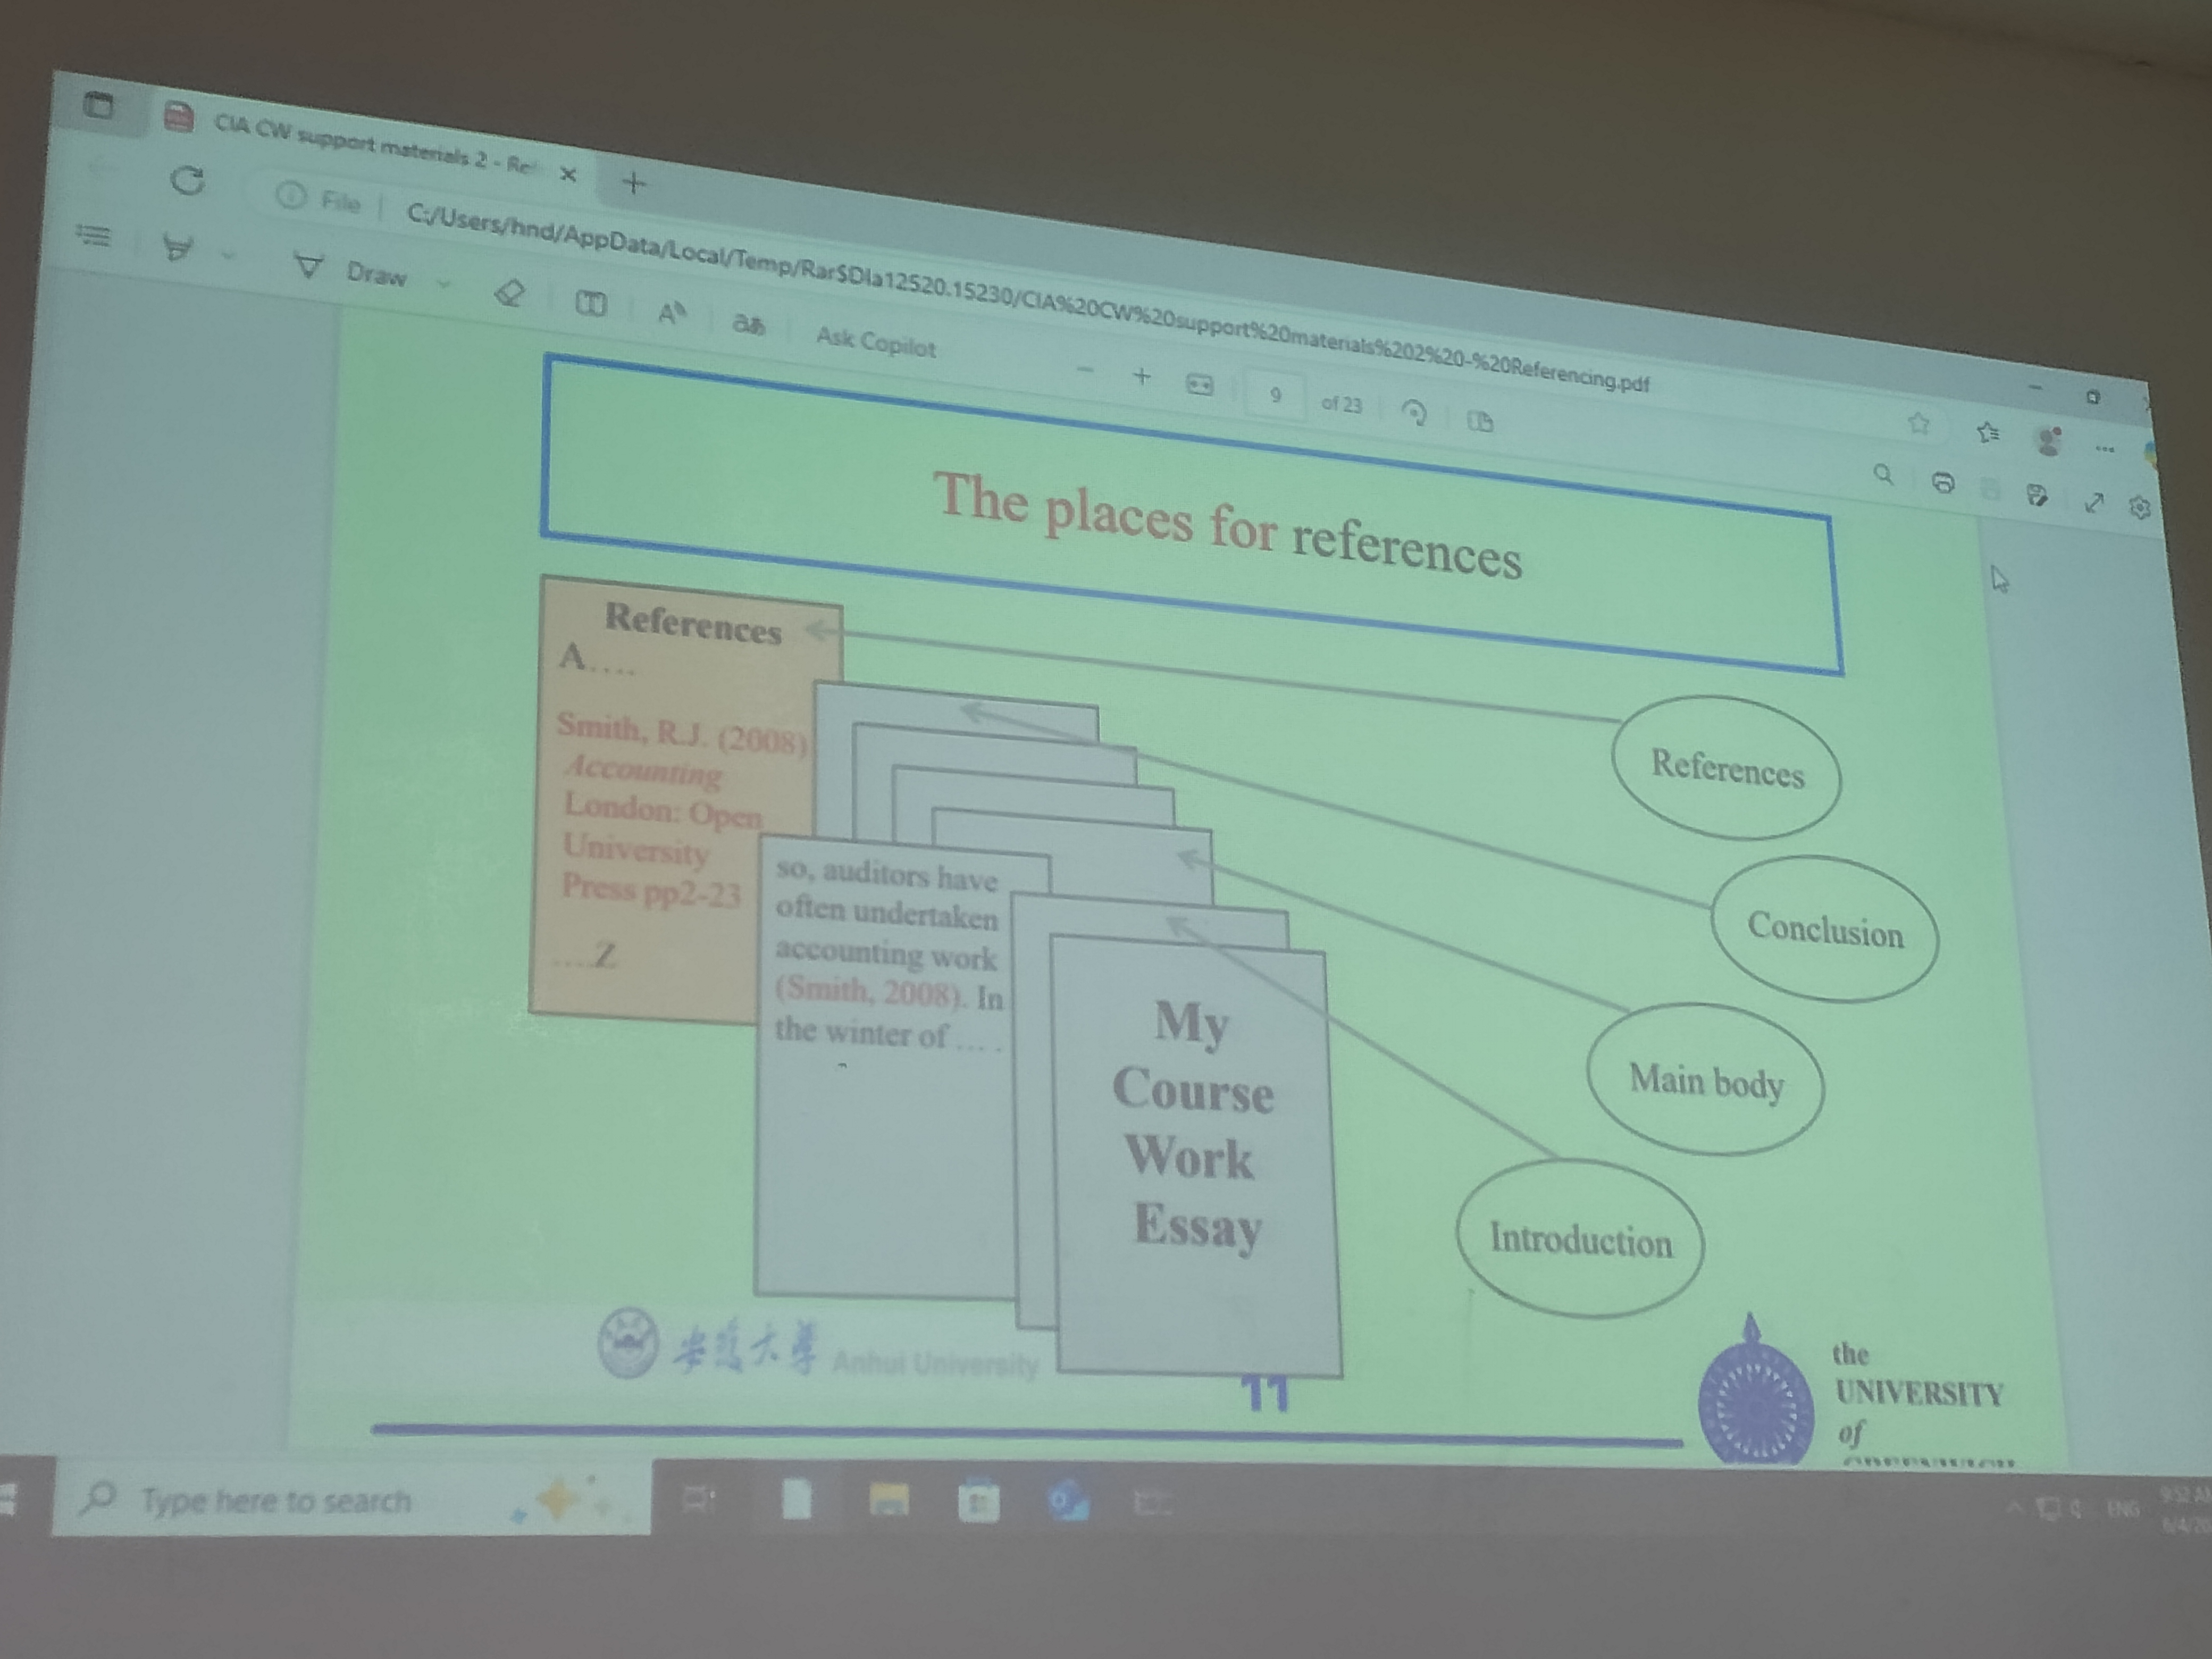 CIA CW support materials 2 - Re
File
C:/Users/hnd/AppData/Local/Temp/Rar$DIa12520.15230/CIA%20CW%20support%20materials%202%20-%20Referencing.pdf
Draw
Ask Copilot
9 of 23
The places for references
References
A....
Smith, R.J. (2008)
Accounting
London: Open
University
Press pp2-23
....Z
so, auditors have
often undertaken
accounting work
(Smith, 2008). In
the winter of ... .
My
Course
Work
Essay
References
Conclusion
Main body
Introduction
安徽大學 Anhui University
11
the
UNIVERSITY
of
Type here to search
ENG
9:52 AM